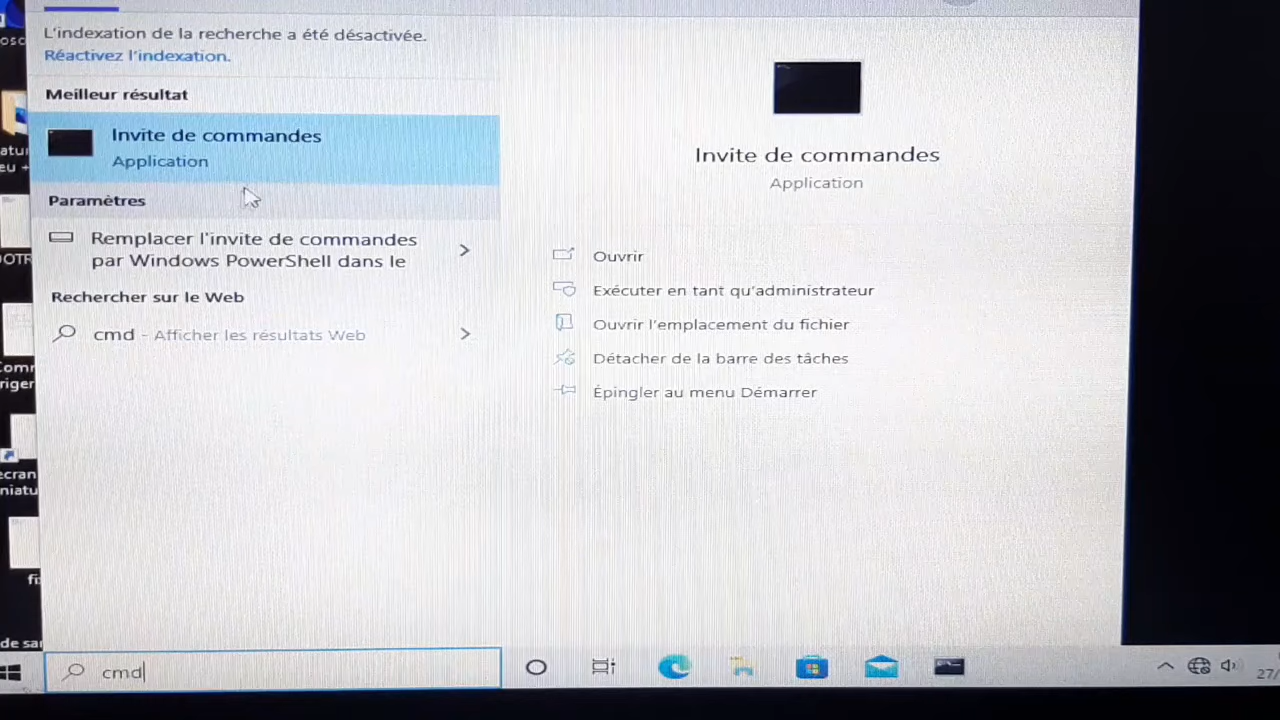 L'indexation de la recherche a été désactivée.
Réactivez l'indexation.
Meilleur résultat
Invite de commandes
Application
Paramètres
Remplacer l'invite de commandes
par Windows PowerShell dans le
Rechercher sur le Web
cmd - Afficher les résultats Web
Invite de commandes
Application
Ouvrir
Exécuter en tant qu'administrateur
Ouvrir l'emplacement du fichier
Détacher de la barre des tâches
Épingler au menu Démarrer
cmd
27/